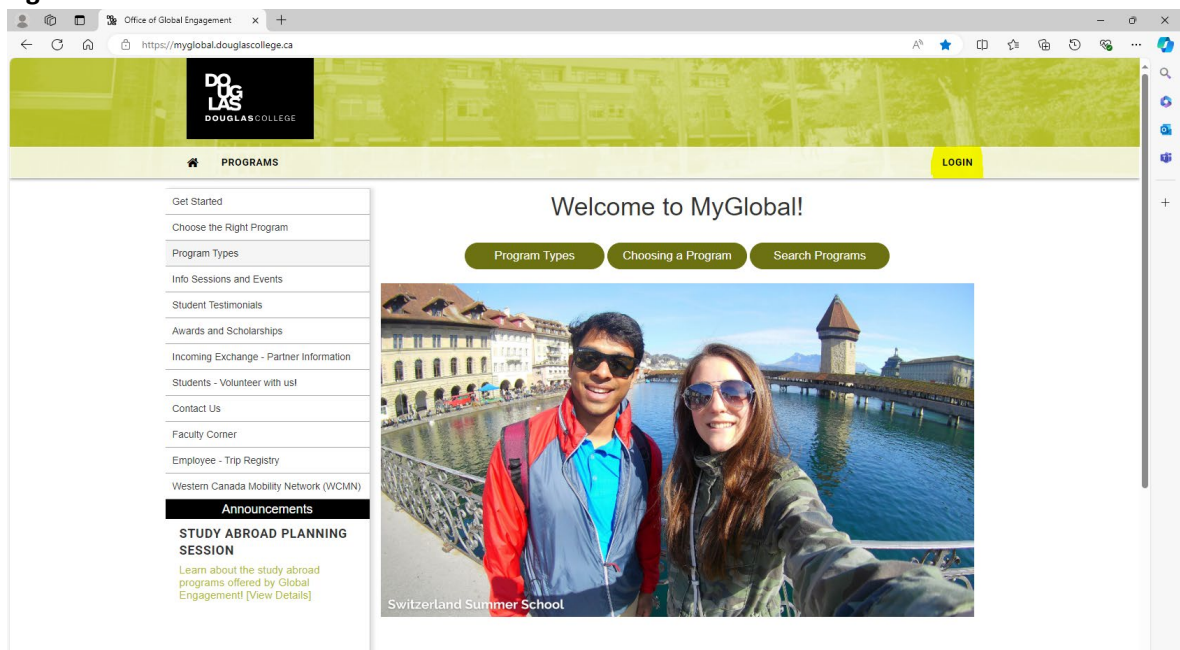 Office of Global Engagement
https://myglobal.douglascollege.ca
DO
UG
LAS
DOUGLASCOLLEGE
PROGRAMS
LOGIN
Get Started
Choose the Right Program
Program Types
Info Sessions and Events
Student Testimonials
Awards and Scholarships
Incoming Exchange - Partner Information
Students - Volunteer with us!
Contact Us
Faculty Corner
Employee - Trip Registry
Western Canada Mobility Network (WCMN)
Announcements
STUDY ABROAD PLANNING
SESSION
Learn about the study abroad
programs offered by Global
Engagement! [View Details]
Welcome to MyGlobal!
Program Types
Choosing a Program
Search Programs
Switzerland Summer School